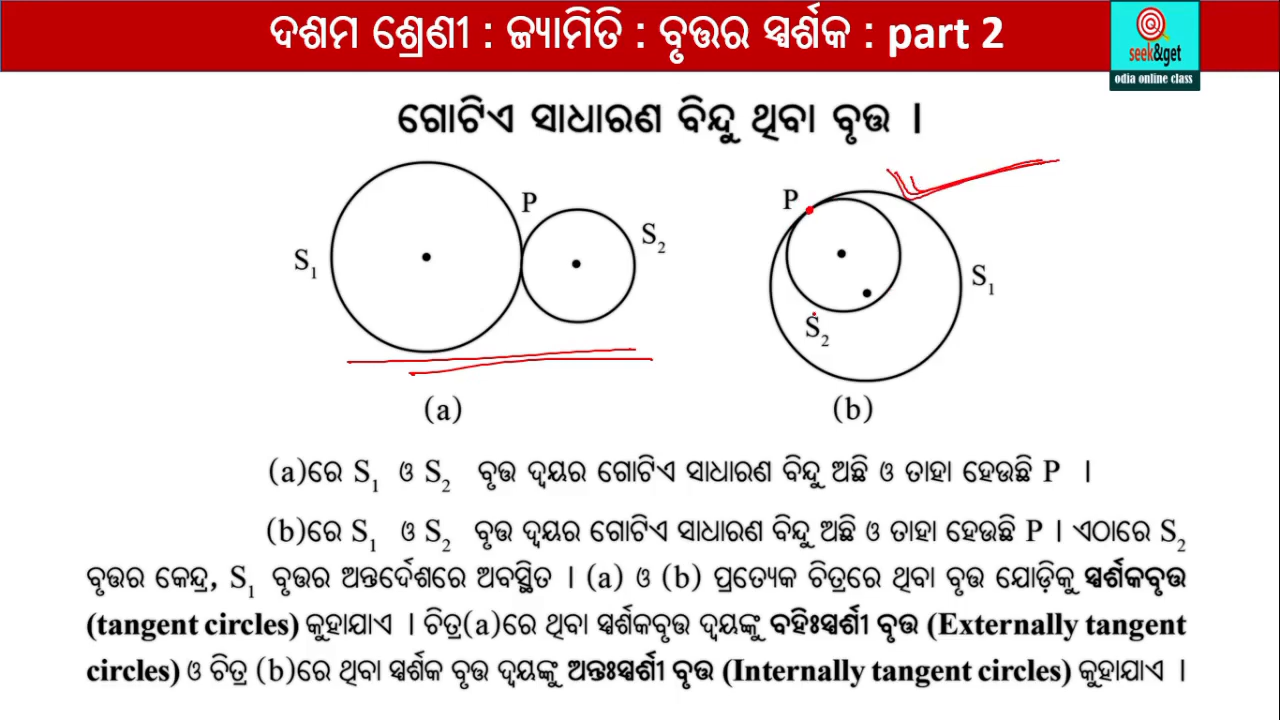 ଦଶମ ଶ୍ରେଣୀ : ଜ୍ୟାମିତି : ବୃତ୍ତର ସ୍ପର୍ଶକ : part 2
seek&get
odia online class
ଗୋଟିଏ ସାଧାରଣ ବିନ୍ଦୁ ଥିବା ବୃତ୍ତ ।
P P
S₂
S₁ S₁
S₂
(a) (b)
(a)ରେ S₁ ଓ S₂ ବୃତ୍ତ ଦ୍ୱୟର ଗୋଟିଏ ସାଧାରଣ ବିନ୍ଦୁ ଅଛି ଓ ତାହା ହେଉଛି P ।
(b)ରେ S₁ ଓ S₂ ବୃତ୍ତ ଦ୍ୱୟର ଗୋଟିଏ ସାଧାରଣ ବିନ୍ଦୁ ଅଛି ଓ ତାହା ହେଉଛି P । ଏଠାରେ S₂
ବୃତ୍ତର କେନ୍ଦ୍ର, S₁ ବୃତ୍ତର ଅନ୍ତର୍ଦେଶରେ ଅବସ୍ଥିତ । (a) ଓ (b) ପ୍ରତ୍ୟେକ ଚିତ୍ରରେ ଥିବା ବୃତ୍ତ ଯୋଡ଼ିକୁ ସ୍ପର୍ଶକବୃତ୍ତ
(tangent circles) କୁହାଯାଏ । ଚିତ୍ର(a)ରେ ଥିବା ସ୍ପର୍ଶକବୃତ୍ତ ଦ୍ୱୟଙ୍କୁ ବହିଃସ୍ପର୍ଶୀ ବୃତ୍ତ (Externally tangent
circles) ଓ ଚିତ୍ର (b)ରେ ଥିବା ସ୍ପର୍ଶକ ବୃତ୍ତ ଦ୍ୱୟଙ୍କୁ ଅନ୍ତଃସ୍ପର୍ଶୀ ବୃତ୍ତ (Internally tangent circles) କୁହାଯାଏ ।